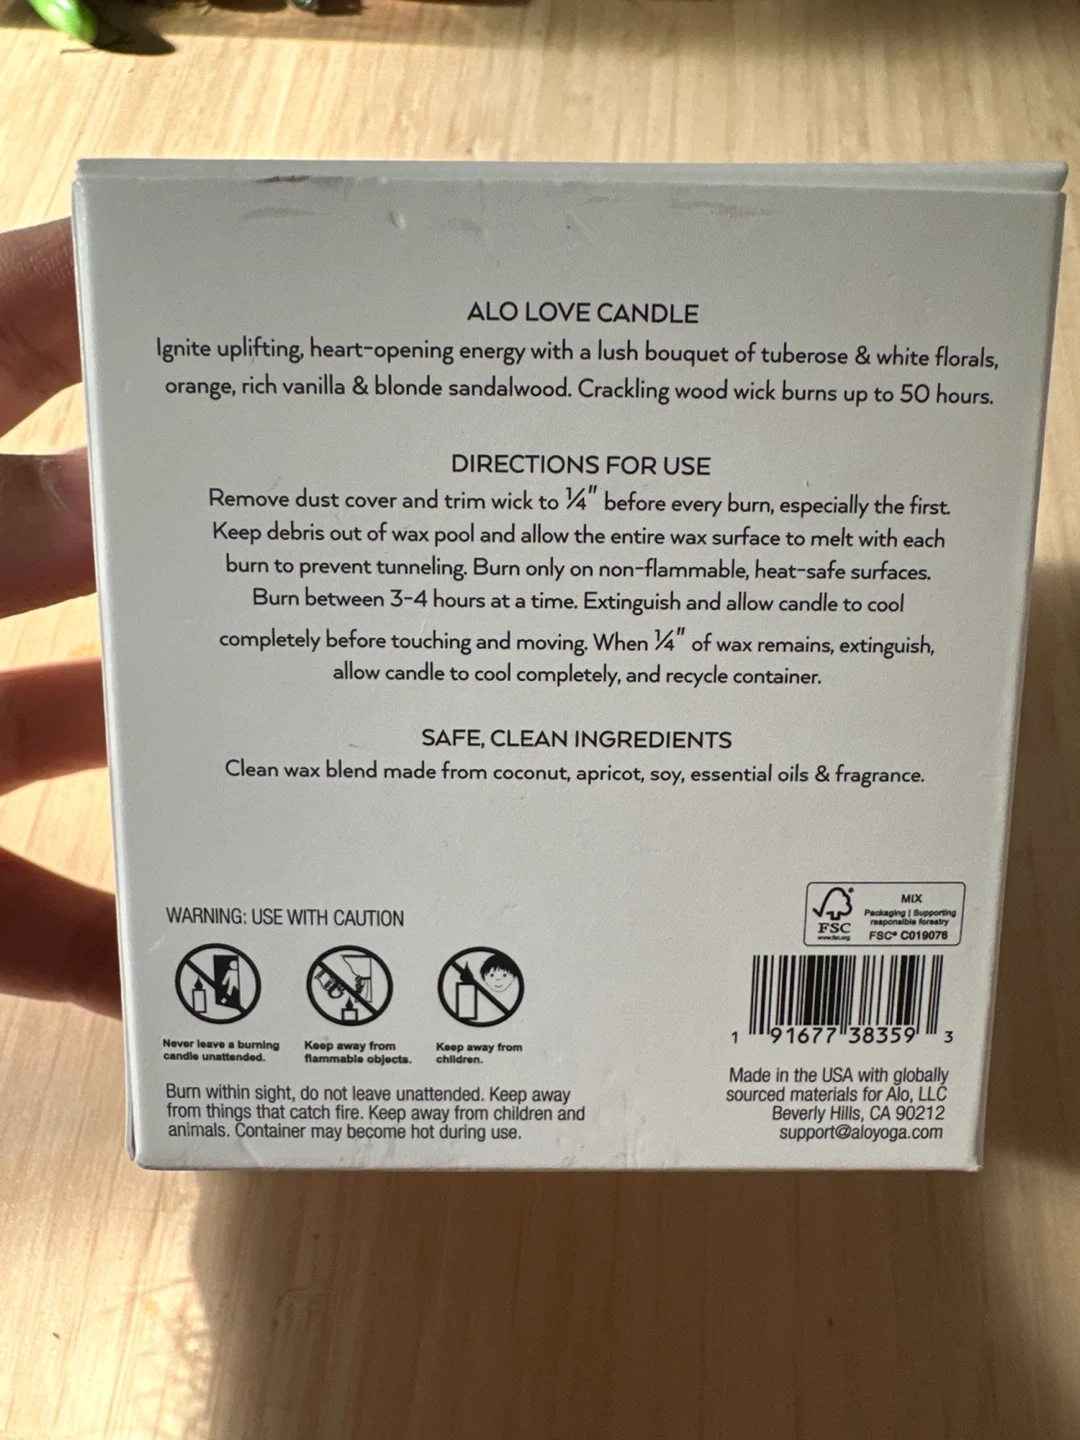 ALO LOVE CANDLE
Ignite uplifting, heart-opening energy with a lush bouquet of tuberose & white florals,
orange, rich vanilla & blonde sandalwood. Crackling wood wick burns up to 50 hours.
DIRECTIONS FOR USE
Remove dust cover and trim wick to ¼" before every burn, especially the first.
Keep debris out of wax pool and allow the entire wax surface to melt with each
burn to prevent tunneling. Burn only on non-flammable, heat-safe surfaces.
Burn between 3-4 hours at a time. Extinguish and allow candle to cool
completely before touching and moving. When ¼" of wax remains, extinguish,
allow candle to cool completely, and recycle container.
SAFE, CLEAN INGREDIENTS
Clean wax blend made from coconut, apricot, soy, essential oils & fragrance.
WARNING: USE WITH CAUTION
Never leave a burning
candle unattended.
Keep away from
flammable objects.
Keep away from
children.
Burn within sight, do not leave unattended. Keep away
from things that catch fire. Keep away from children and
animals. Container may become hot during use.
FSC
www.fsc.org
MIX
Packaging | Supporting
responsible forestry
FSC® C019076
1 91677 38359 3
Made in the USA with globally
sourced materials for Alo, LLC
Beverly Hills, CA 90212
support@aloyoga.com